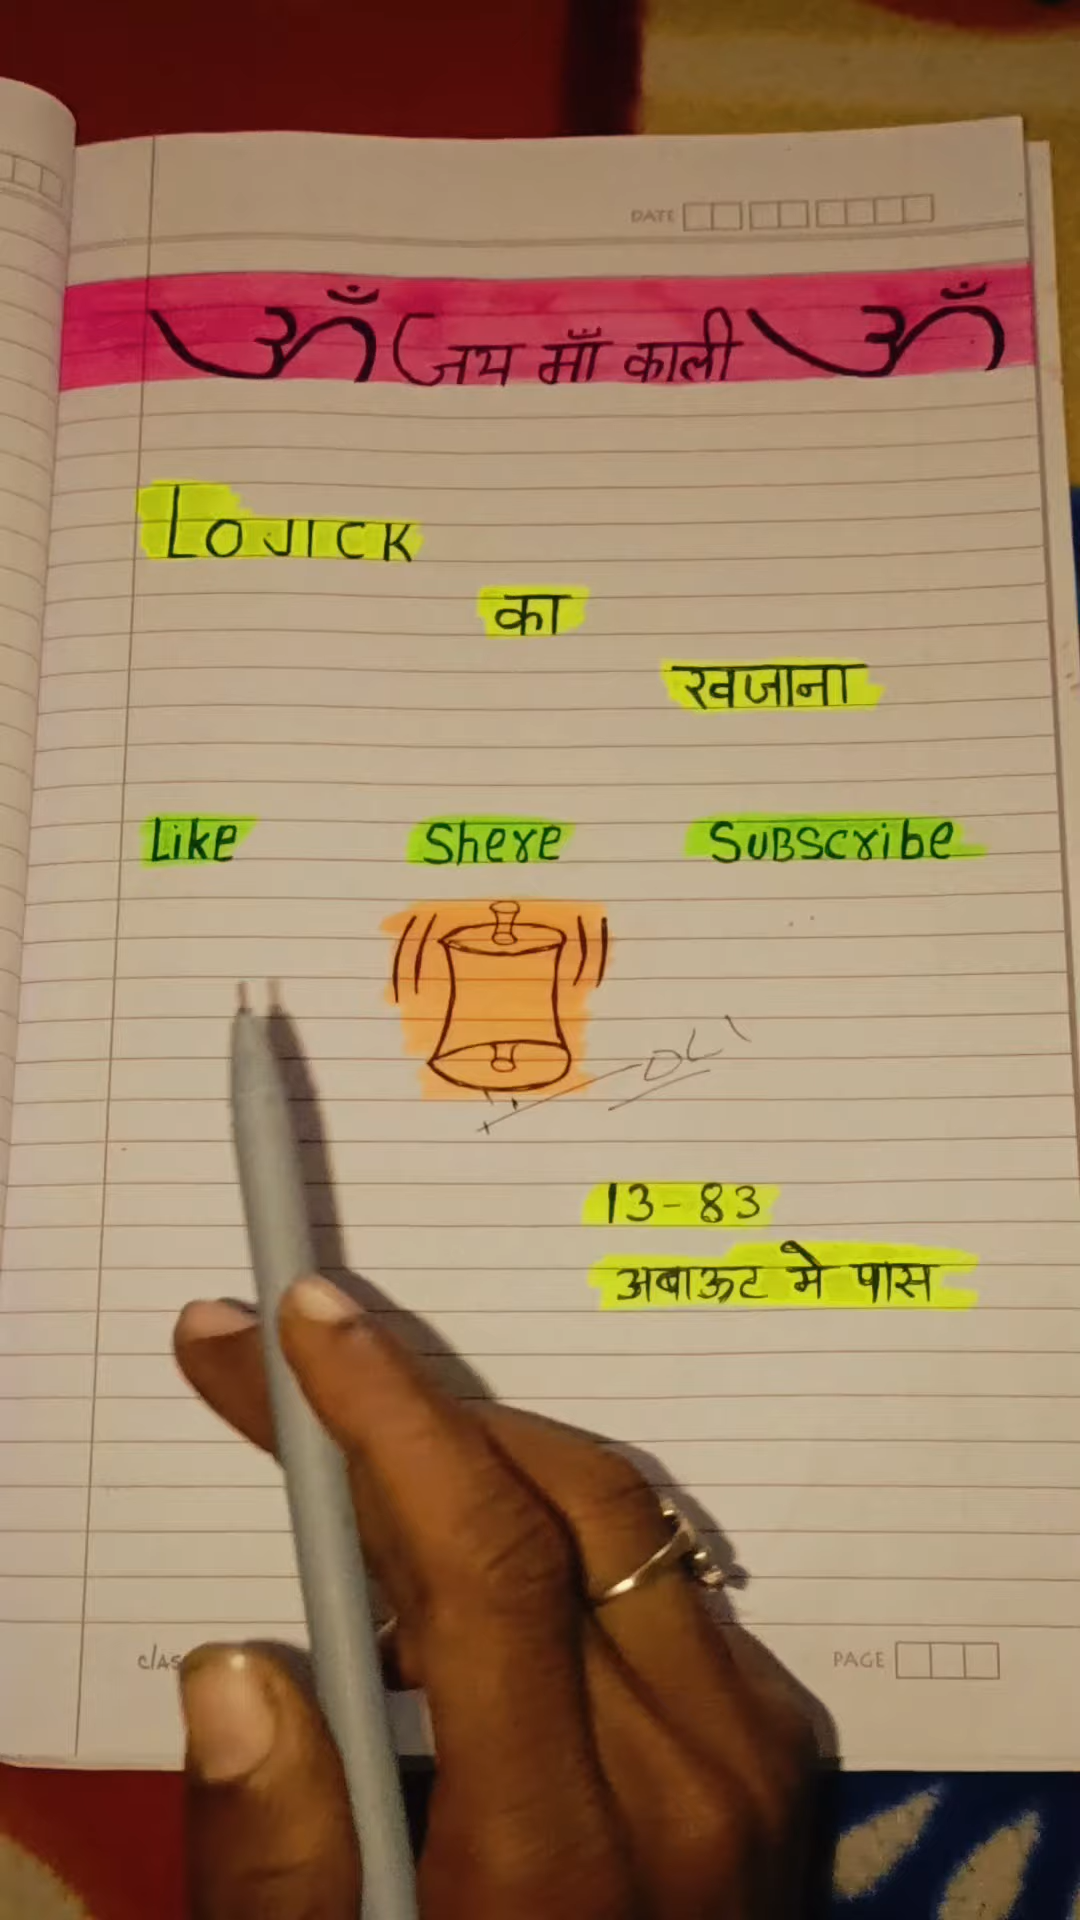 DATE
ॐ जय माँ काली ॐ
LOJICK
का
खजाना
Like Shere SUBSCribe
13-83
अबाऊट मे पास
PAGE